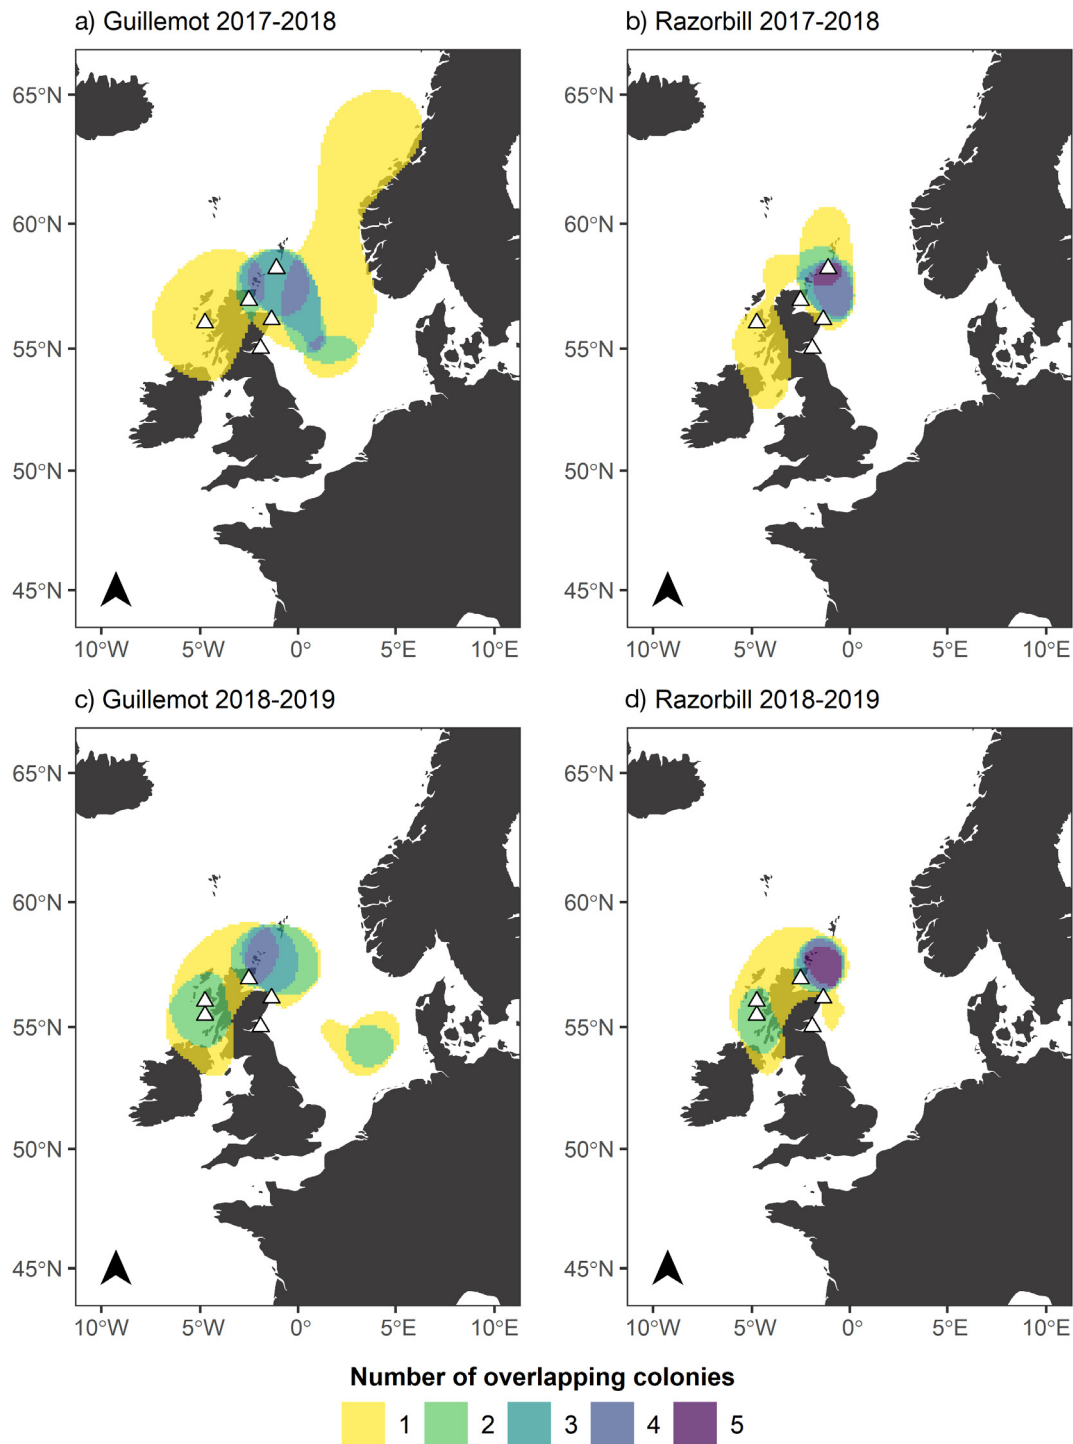 a) Guillemot 2017-2018
b) Razorbill 2017-2018
65°N
60°N
55°N
50°N
45°N
65°N
60°N
55°N
50°N
45°N
10°W 5°W 0° 5°E 10°E
10°W 5°W 0° 5°E 10°E
c) Guillemot 2018-2019
d) Razorbill 2018-2019
65°N
60°N
55°N
50°N
45°N
65°N
60°N
55°N
50°N
45°N
10°W 5°W 0° 5°E 10°E
10°W 5°W 0° 5°E 10°E
Number of overlapping colonies
1 2 3 4 5